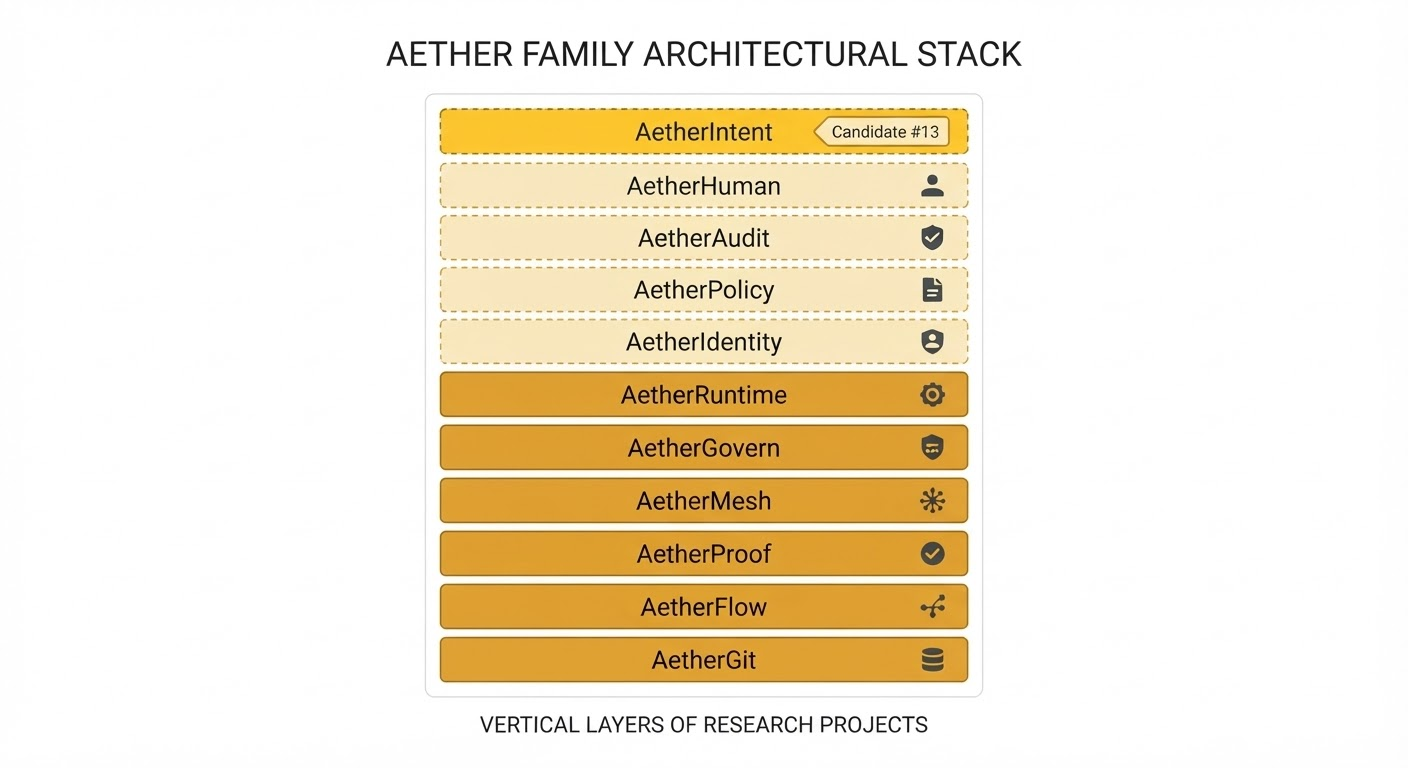 AETHER FAMILY ARCHITECTURAL STACK
AetherIntent
Candidate #13
AetherHuman
AetherAudit
AetherPolicy
AetherIdentity
AetherRuntime
AetherGovern
AetherMesh
AetherProof
AetherFlow
AetherGit
VERTICAL LAYERS OF RESEARCH PROJECTS